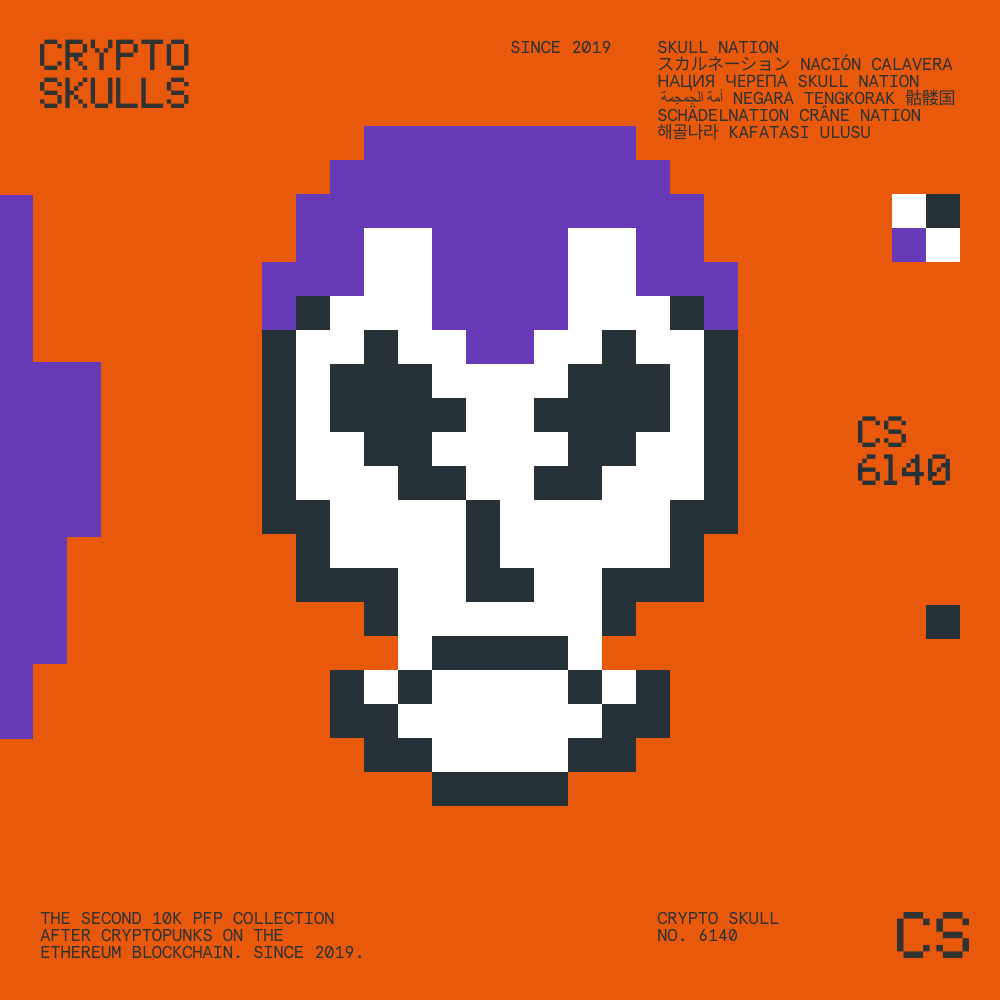 CRYPTO
SKULLS
SINCE 2019
SKULL NATION
スカルネーション NACIÓN CALAVERA
НАЦИЯ ЧЕРЕПА SKULL NATION
أمة الجمجمة NEGARA TENGKORAK 骷髅国
SCHÄDELNATION CRÂNE NATION
해골나라 KAFATASI ULUSU
CS
6140
THE SECOND 10K PFP COLLECTION
AFTER CRYPTOPUNKS ON THE
ETHEREUM BLOCKCHAIN. SINCE 2019.
CRYPTO SKULL
NO. 6140
CS